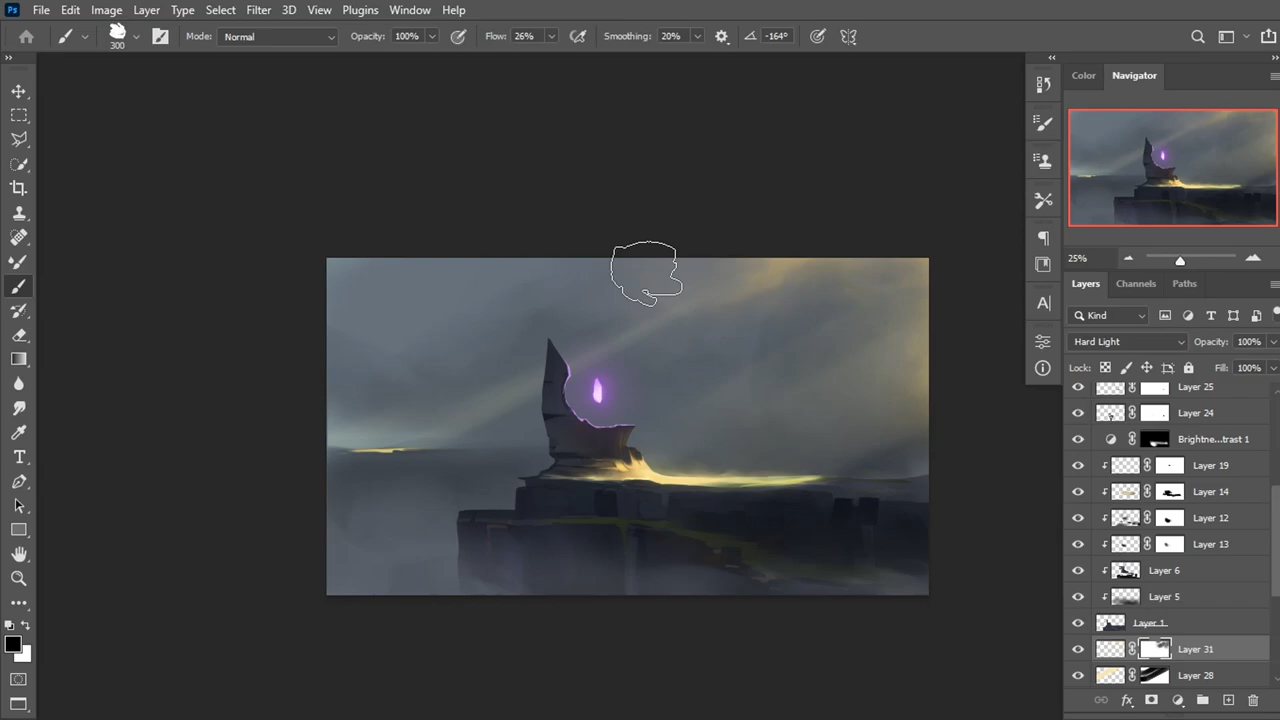 Ps File Edit Image Layer Type Select Filter 3D View Plugins Window Help
300 Mode: Normal Opacity: 100% Flow: 26% Smoothing: 20% -164°
Color Navigator
25%
Layers Channels Paths
Kind
Hard Light Opacity: 100%
Lock: Fill: 100%
Layer 25
Layer 24
Brightne...trast 1
Layer 19
Layer 14
Layer 12
Layer 13
Layer 6
Layer 5
Layer 1
Layer 31
Layer 28